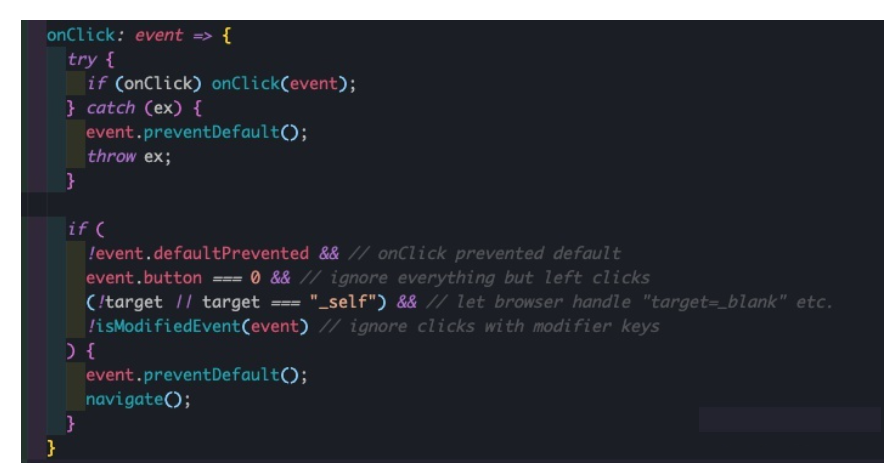 onClick: event => {
try {
if (onClick) onClick(event);
} catch (ex) {
event.preventDefault();
throw ex;
}
if (
!event.defaultPrevented && // onClick prevented default
event.button === 0 && // ignore everything but left clicks
(!target || target === "_self") && // let browser handle "target=_blank" etc.
!isModifiedEvent(event) // ignore clicks with modifier keys
) {
event.preventDefault();
navigate();
}
}